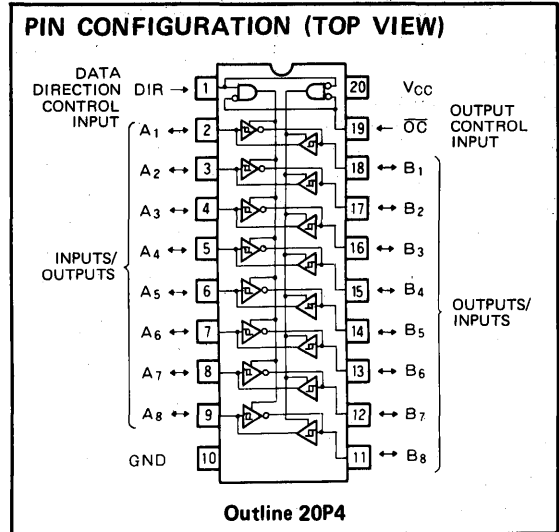 PIN CONFIGURATION (TOP VIEW)
DATA
DIRECTION
CONTROL
INPUT
DIR → 1
A1 ↔ 2
A2 ↔ 3
A3 ↔ 4
A4 ↔ 5
A5 ↔ 6
A6 ↔ 7
A7 ↔ 8
A8 ↔ 9
GND 10
INPUTS/
OUTPUTS
20 VCC
19 ← O̅C̅
OUTPUT
CONTROL
INPUT
18 ↔ B1
17 ↔ B2
16 ↔ B3
15 ↔ B4
14 ↔ B5
13 ↔ B6
12 ↔ B7
11 ↔ B8
OUTPUTS/
INPUTS
Outline 20P4